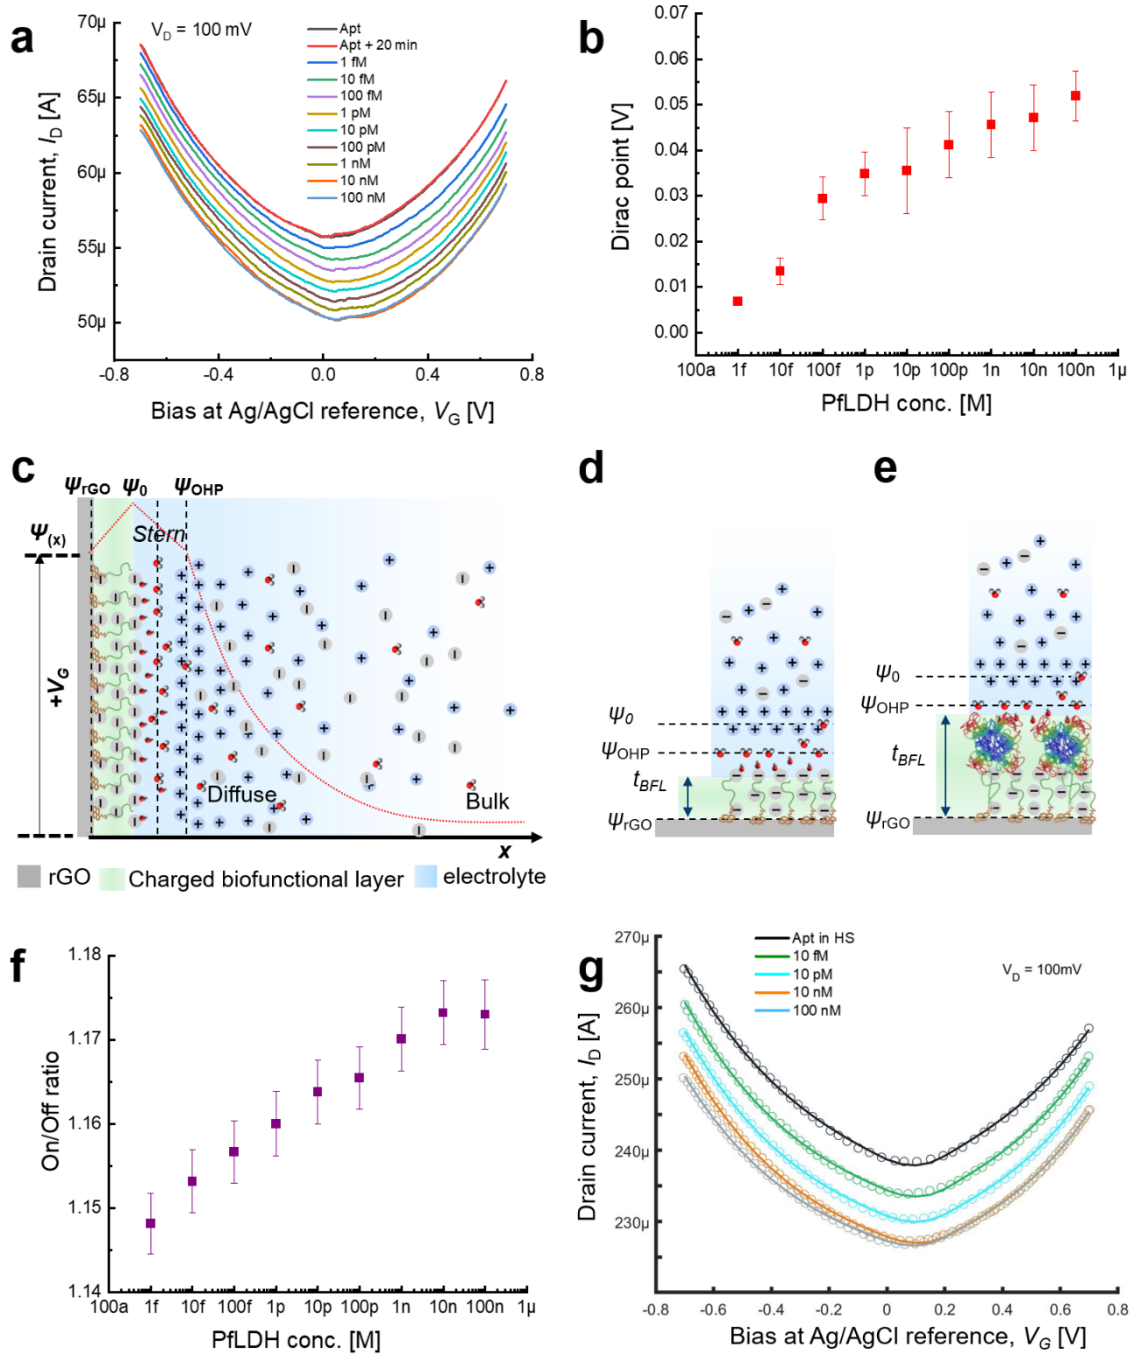 a
V_D = 100 mV
Apt
Apt + 20 min
1 fM
10 fM
100 fM
1 pM
10 pM
100 pM
1 nM
10 nM
100 nM
70µ
65µ
60µ
55µ
50µ
Drain current, I_D [A]
-0.8
-0.4
0.0
0.4
0.8
Bias at Ag/AgCl reference, V_G [V]
b
0.07
0.06
0.05
0.04
0.03
0.02
0.01
0.00
Dirac point [V]
100a 1f 10f 100f 1p 10p 100p 1n 10n 100n 1µ
PfLDH conc. [M]
c
ψ_rGO ψ_0 ψ_OHP
ψ_(x)
Stern
+V_G
Diffuse
Bulk
x
rGO
Charged biofunctional layer
electrolyte
d
ψ_0
ψ_OHP
t_BFL
ψ_rGO
e
ψ_0
ψ_OHP
t_BFL
ψ_rGO
f
1.18
1.17
1.16
1.15
1.14
On/Off ratio
100a 1f 10f 100f 1p 10p 100p 1n 10n 100n 1µ
PfLDH conc. [M]
g
Apt in HS
10 fM
10 pM
10 nM
100 nM
V_D = 100mV
270µ
260µ
250µ
240µ
230µ
Drain current, I_D [A]
-0.8 -0.6 -0.4 -0.2 0 0.2 0.4 0.6 0.8
Bias at Ag/AgCl reference, V_G [V]